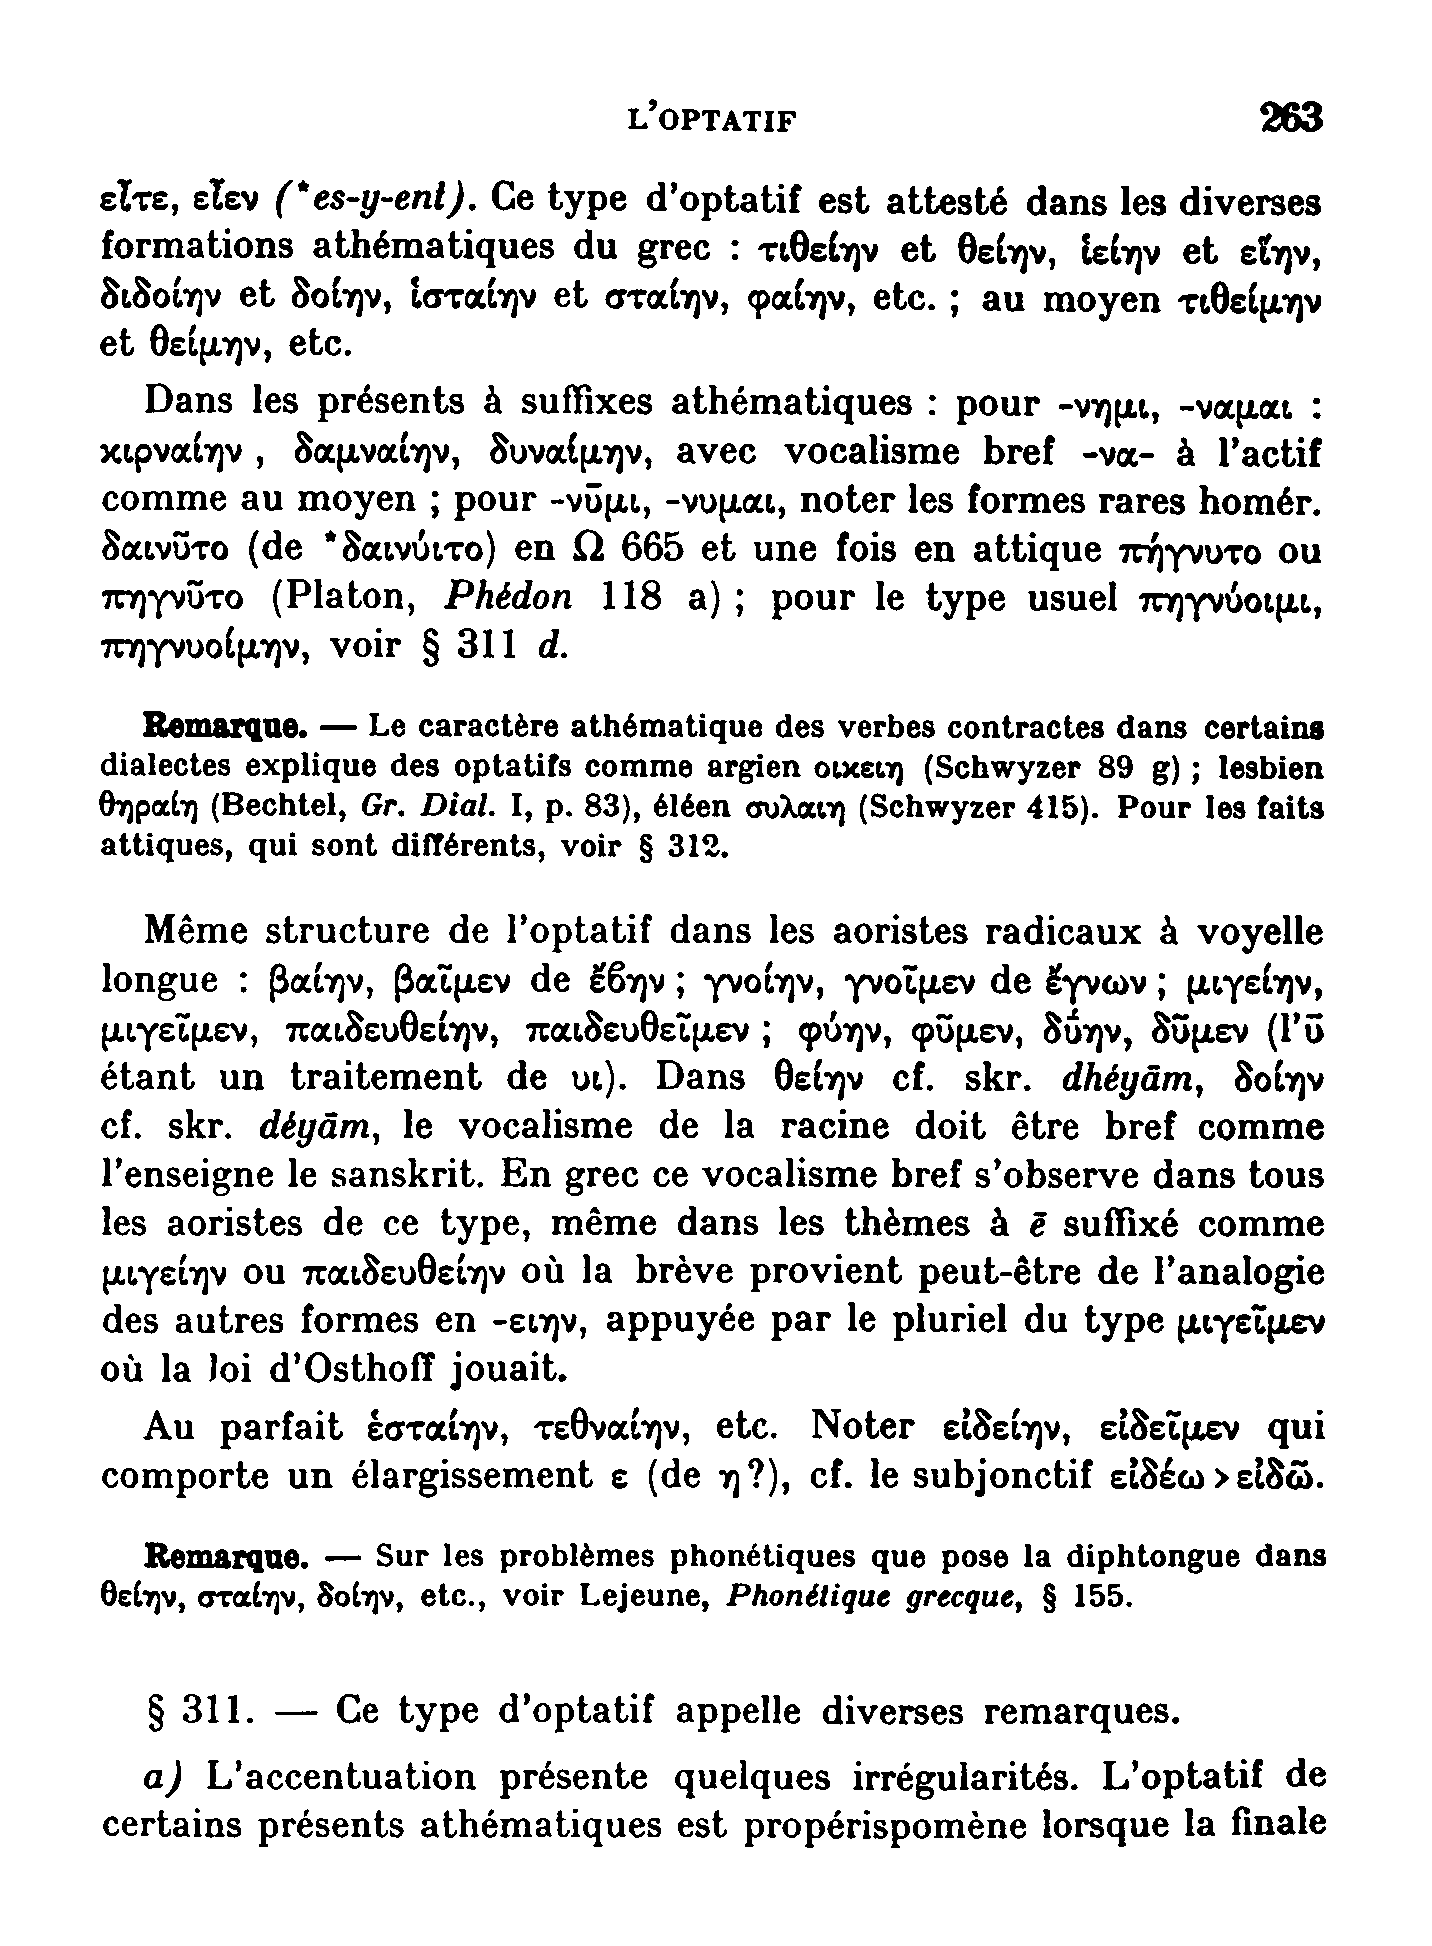 L'OPTATIF 263
εἶτε, εἶεν (*es-y-ent). Ce type d'optatif est attesté dans les diverses
formations athématiques du grec : τιθείην et θείην, ἱείην et εἵην,
διδοίην et δοίην, ἱσταίην et σταίην, φαίην, etc. ; au moyen τιθείμην
et θείμην, etc.
Dans les présents à suffixes athématiques : pour -νημι, -ναμαι :
κιρναίην , δαμναίην, δυναίμην, avec vocalisme bref -να- à l'actif
comme au moyen ; pour -νῡμι, -νυμαι, noter les formes rares homér.
δαινῦτο (de *δαινύιτο) en Ω 665 et une fois en attique πήγνυτο ou
πηγνῦτο (Platon, Phédon 118 a) ; pour le type usuel πηγνύοιμι,
πηγνυοίμην, voir § 311 d.
Remarque. — Le caractère athématique des verbes contractes dans certains
dialectes explique des optatifs comme argien οικειη (Schwyzer 89 g) ; lesbien
θηραίη (Bechtel, Gr. Dial. I, p. 83), éléen συλαιη (Schwyzer 415). Pour les faits
attiques, qui sont différents, voir § 312.
Même structure de l'optatif dans les aoristes radicaux à voyelle
longue : βαίην, βαῖμεν de ἔϐην ; γνοίην, γνοῖμεν de ἔγνων ; μιγείην,
μιγεῖμεν, παιδευθείην, παιδευθεῖμεν ; φύην, φῦμεν, δῡ́ην, δῦμεν (l'ῡ
étant un traitement de υι). Dans θείην cf. skr. dhéyām, δοίην
cf. skr. déyām, le vocalisme de la racine doit être bref comme
l'enseigne le sanskrit. En grec ce vocalisme bref s'observe dans tous
les aoristes de ce type, même dans les thèmes à ē suffixé comme
μιγείην ou παιδευθείην où la brève provient peut-être de l'analogie
des autres formes en -ειην, appuyée par le pluriel du type μιγεῖμεν
où la loi d'Osthoff jouait.
Au parfait ἑσταίην, τεθναίην, etc. Noter εἰδείην, εἰδεῖμεν qui
comporte un élargissement ε (de η?), cf. le subjonctif εἰδέω > εἰδῶ.
Remarque. — Sur les problèmes phonétiques que pose la diphtongue dans
θείην, σταίην, δοίην, etc., voir Lejeune, Phonétique grecque, § 155.
§ 311. — Ce type d'optatif appelle diverses remarques.
a) L'accentuation présente quelques irrégularités. L'optatif de
certains présents athématiques est propérispomène lorsque la finale